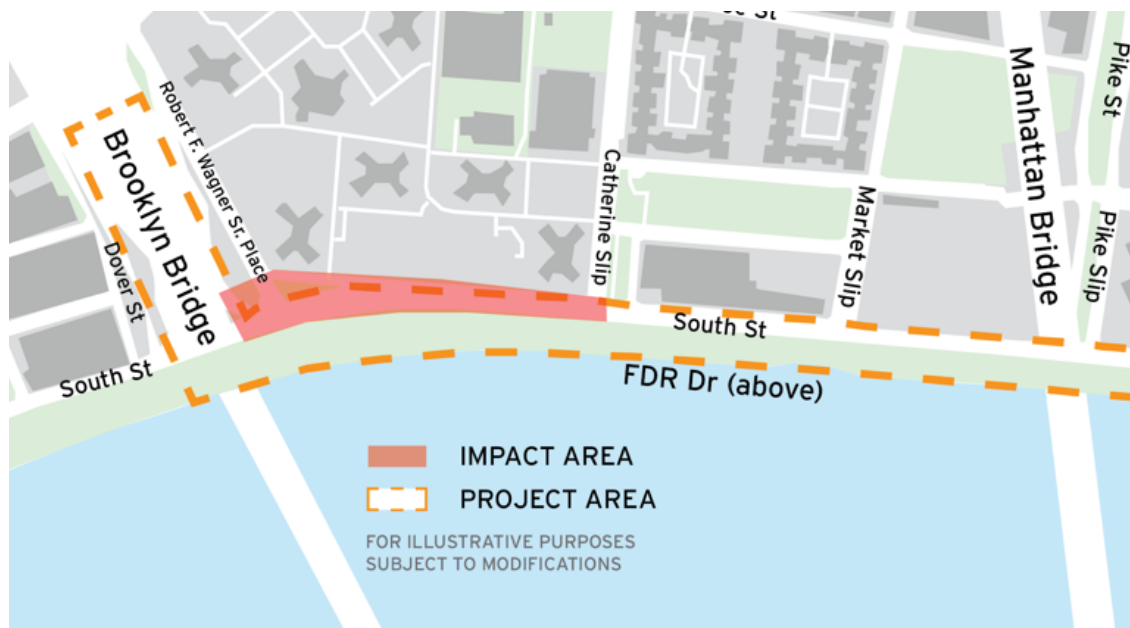 Pike St
Manhattan Bridge
Robert F. Wagner Sr. Place
Brooklyn Bridge
Catherine Slip
Market Slip
Pike Slip
Dover St
South St
South St
FDR Dr (above)
IMPACT AREA
PROJECT AREA
FOR ILLUSTRATIVE PURPOSES
SUBJECT TO MODIFICATIONS